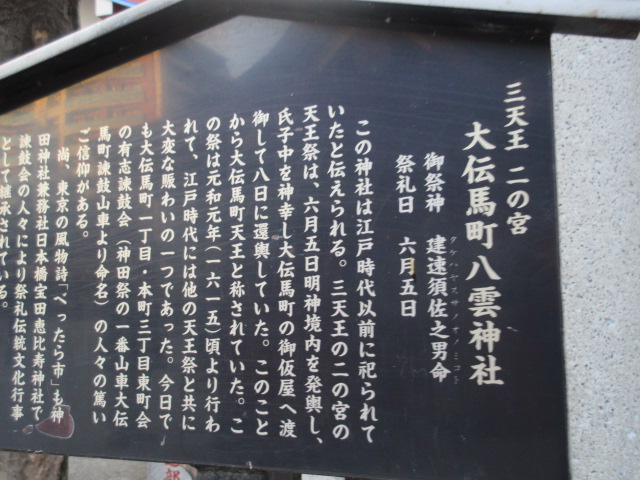 三天王 二の宮
大伝馬町八雲神社
御祭神 建速須佐之男命
タケハヤスサノオノミコト
祭礼日 六月五日
この神社は江戸時代以前に祀られて
いたと伝えられる。三天王の二の宮の
天王祭は、六月五日明神境内を発輿し、
氏子中を神幸し大伝馬町の御仮屋へ渡
御して八日に還輿していた。このこと
から大伝馬町天王と称されていた。こ
の祭は元和元年(一六一五)頃より行わ
れて、江戸時代には他の天王祭と共に
大変な賑わいの一つであった。今日で
も大伝馬町一丁目・本町三丁目東町会
の有志諌鼓会(神田祭の一番山車大伝
馬町諌鼓山車より命名)の人々の篤い
ご信仰がある。
尚、東京の風物詩「べったら市」も神
田神社兼務社日本橋宝田恵比寿神社で
諌鼓会の人々により祭礼伝統文化行事
として継承されている。